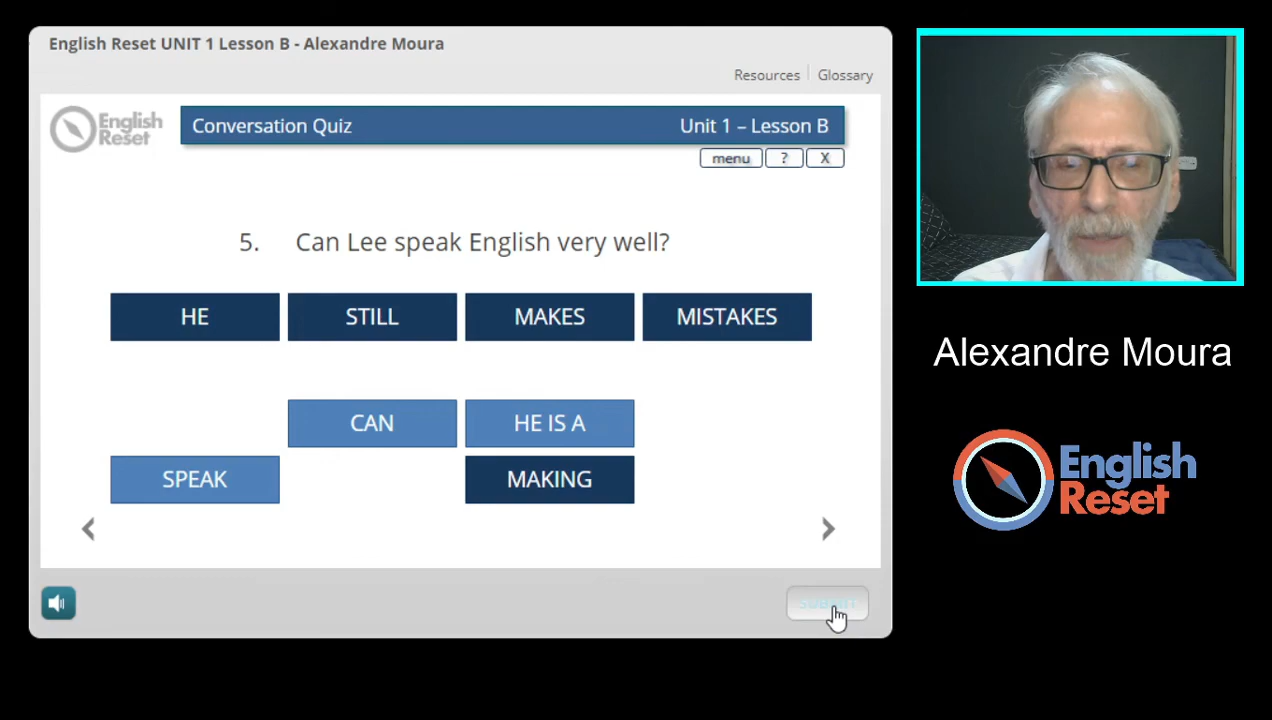 English Reset UNIT 1 Lesson B - Alexandre Moura
Resources Glossary
English
Reset
Conversation Quiz Unit 1 – Lesson B
menu ? X
5. Can Lee speak English very well?
HE STILL MAKES MISTAKES
CAN HE IS A
SPEAK MAKING
Alexandre Moura
English
Reset